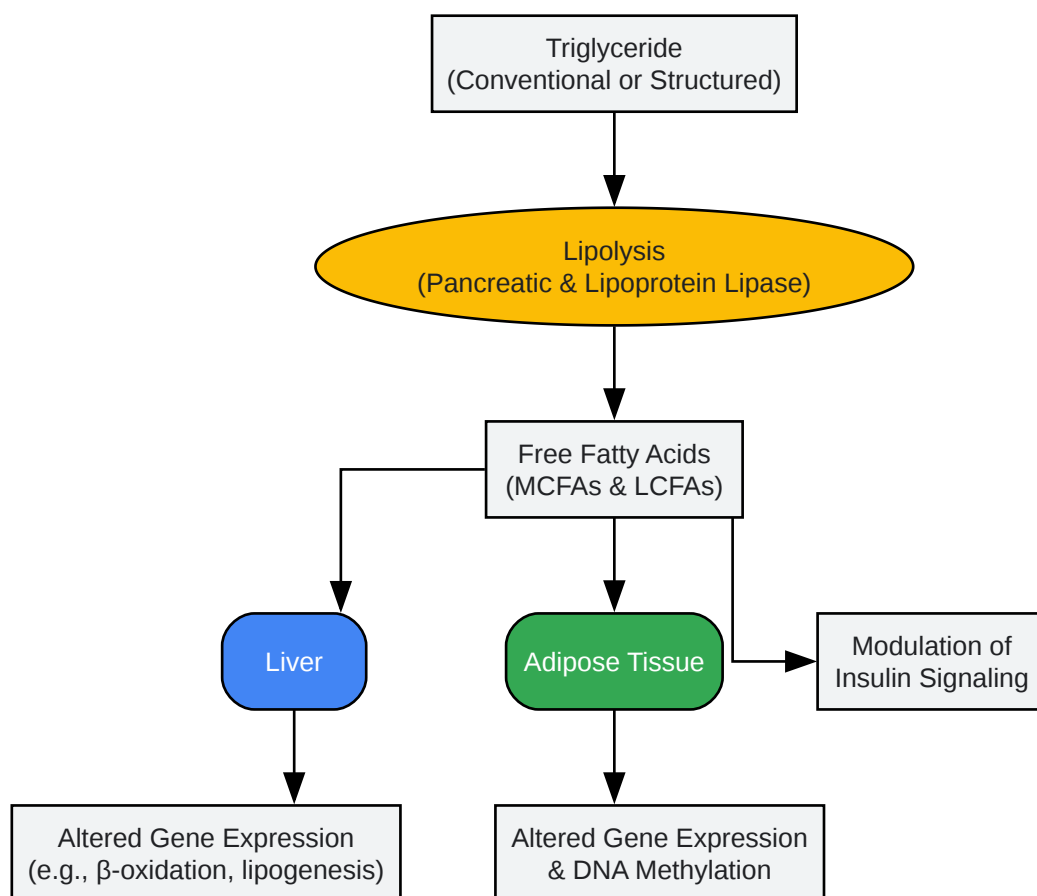 Triglyceride
(Conventional or Structured)
Lipolysis
(Pancreatic & Lipoprotein Lipase)
Free Fatty Acids
(MCFAs & LCFAs)
Liver
Adipose Tissue
Modulation of
Insulin Signaling
Altered Gene Expression
(e.g., β-oxidation, lipogenesis)
Altered Gene Expression
& DNA Methylation